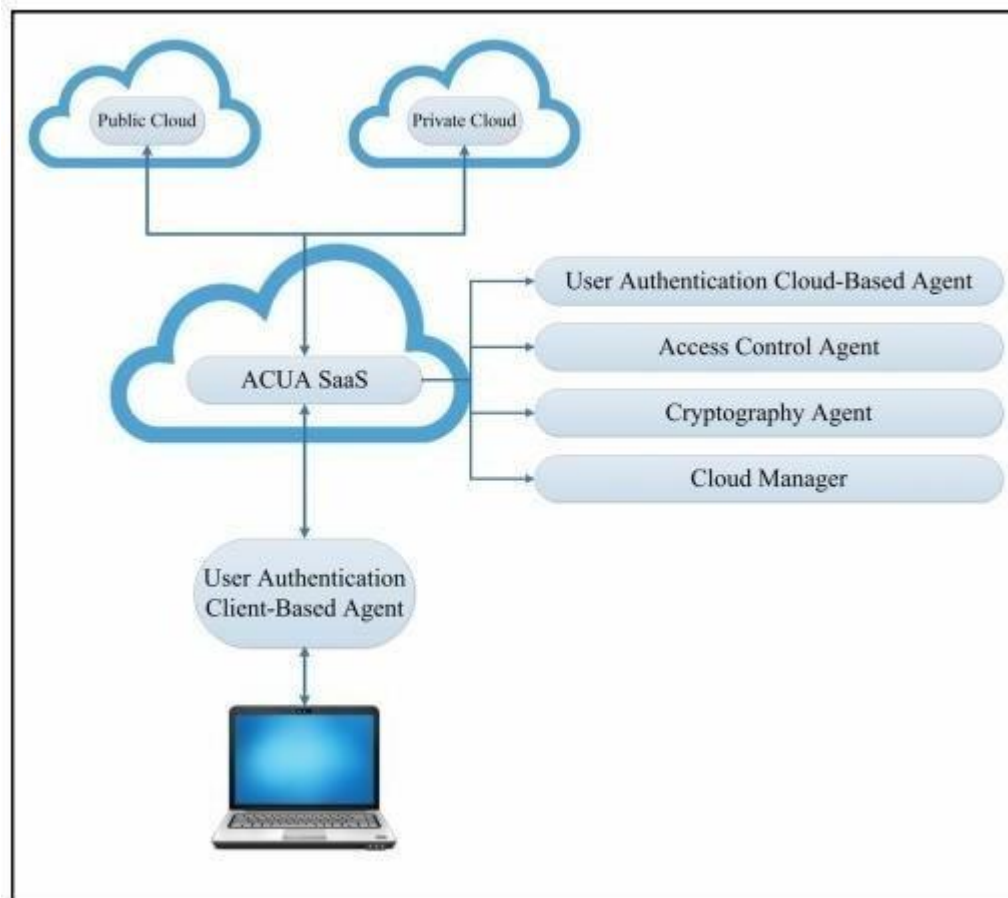 Public Cloud
Private Cloud
User Authentication Cloud-Based Agent
Access Control Agent
ACUA SaaS
Cryptography Agent
Cloud Manager
User Authentication
Client-Based Agent